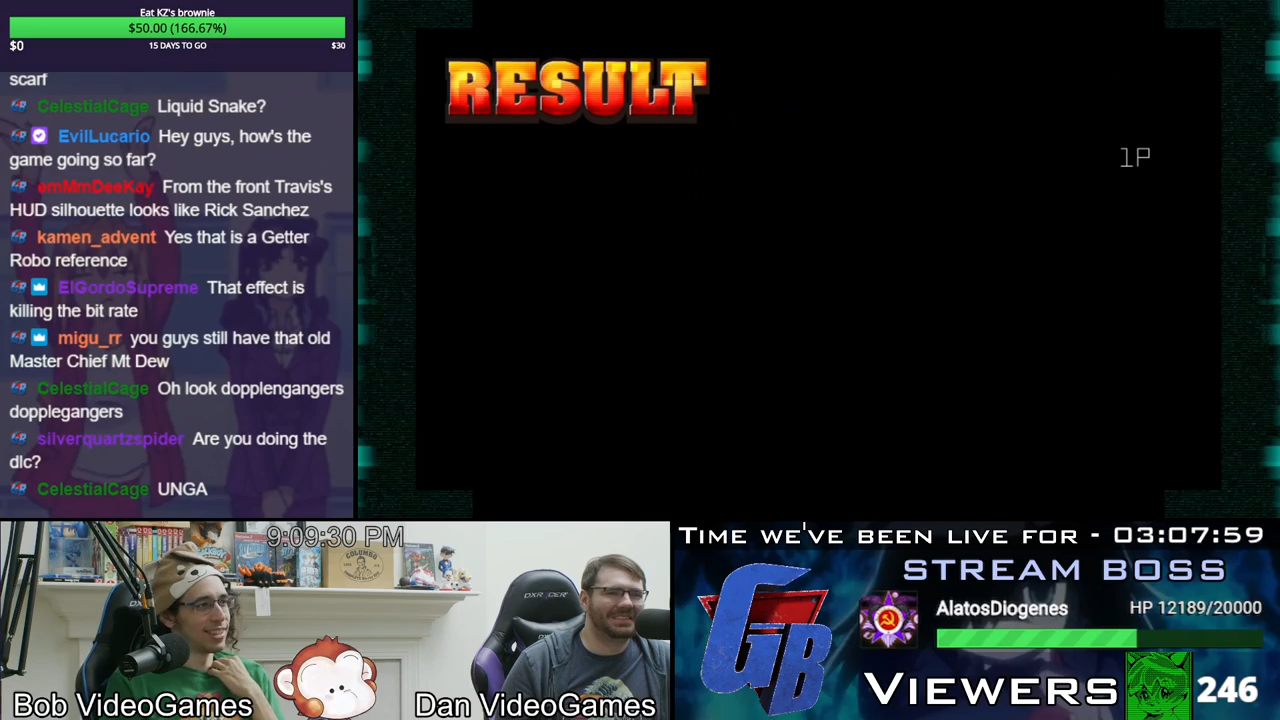 Eat KZ's brownie
$50.00 (166.67%)
$0 15 DAYS TO GO $30
scarf
CelestialCage Liquid Snake?
EvilLucario Hey guys, how's the
game going so far?
emMmDeeKay From the front Travis's
HUD silhouette looks like Rick Sanchez
kamen_advent Yes that is a Getter
Robo reference
ElGordoSupreme That effect is
killing the bit rate
migu_rr you guys still have that old
Master Chief Mt Dew
CelestialCage Oh look dopplengangers
dopplegangers
silverquartzspider Are you doing the
dlc?
CelestialCage UNGA
RESULT
1P
9:09:30 PM
COLUMBO
DXRACER
Bob VideoGames
Dan VideoGames
TIME WE'VE BEEN LIVE FOR - 03:07:59
STREAM BOSS
AlatosDiogenes HP 12189/20000
GB
VIEWERS 246